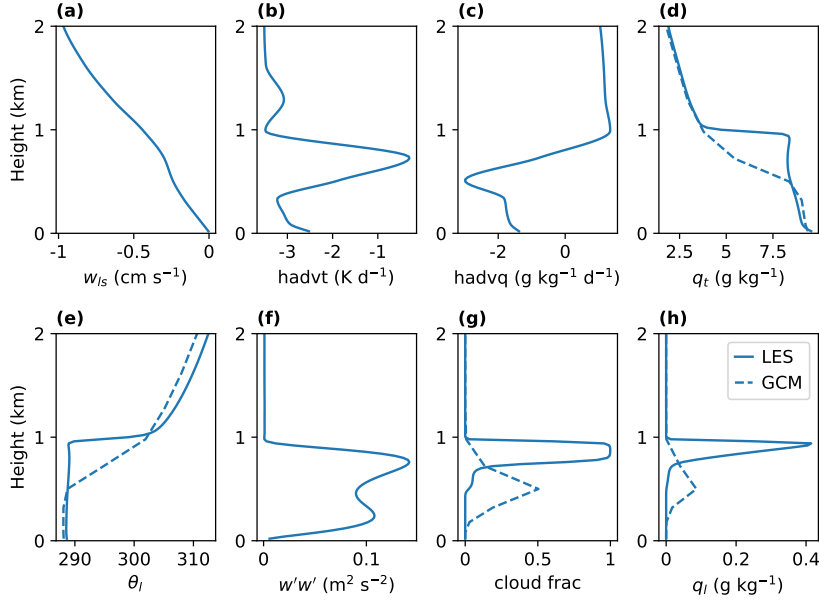 (a) (b) (c) (d)
2 2 2 2
1 1 1 1
0 0 0 0
Height (km)
-1 -0.5 0 -3 -2 -1 -2 0 2.5 7.5
w_ls (cm s⁻¹) hadvt (K d⁻¹) hadvq (g kg⁻¹ d⁻¹) q_t (g kg⁻¹)
(e) (f) (g) (h)
2 2 2 2
LES
GCM
1 1 1 1
0 0 0 0
Height (km)
290 300 310 0 0.1 0 0.5 1 0 0.2 0.4
θ_l w'w' (m² s⁻²) cloud frac q_l (g kg⁻¹)